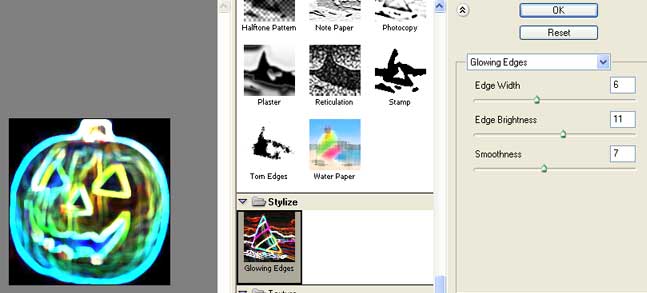 Halftone Pattern
Note Paper
Photocopy
Plaster
Reticulation
Stamp
Torn Edges
Water Paper
Stylize
Glowing Edges
Texture
OK
Reset
Glowing Edges
Edge Width 6
Edge Brightness 11
Smoothness 7